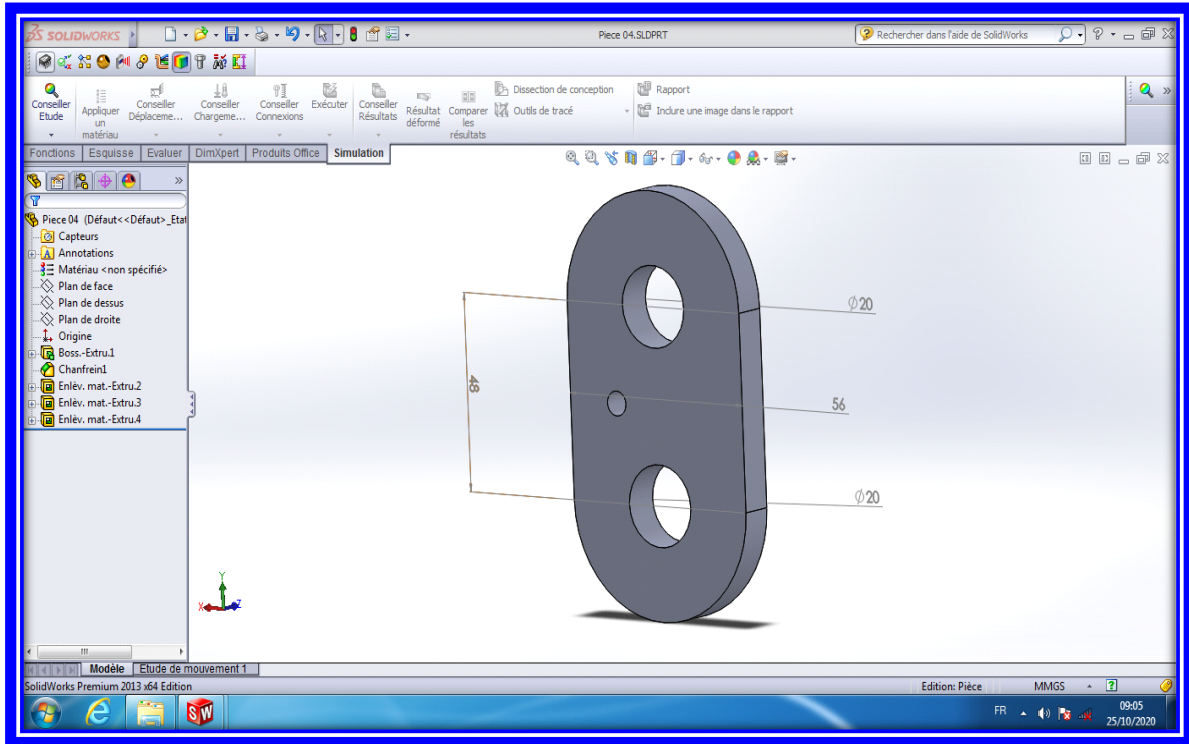 SOLIDWORKS
Piece 04.SLDPRT
Rechercher dans l'aide de SolidWorks
Conseiller Etude
Appliquer un matériau
Conseiller Déplaceme...
Conseiller Chargeme...
Conseiller Connexions
Exécuter
Conseiller Résultats
Résultat déformé
Comparer les résultats
Dissection de conception
Outils de tracé
Rapport
Inclure une image dans le rapport
Fonctions Esquisse Evaluer DimXpert Produits Office Simulation
Piece 04 (Défaut<<Défaut>_Etat
Capteurs
Annotations
Matériau <non spécifié>
Plan de face
Plan de dessus
Plan de droite
Origine
Boss.-Extru.1
Chanfrein1
Enlèv. mat.-Extru.2
Enlèv. mat.-Extru.3
Enlèv. mat.-Extru.4
∅20
48
56
∅20
Y
X
Z
Modèle Etude de mouvement 1
SolidWorks Premium 2013 x64 Edition
Edition: Pièce
MMGS
FR
09:05
25/10/2020